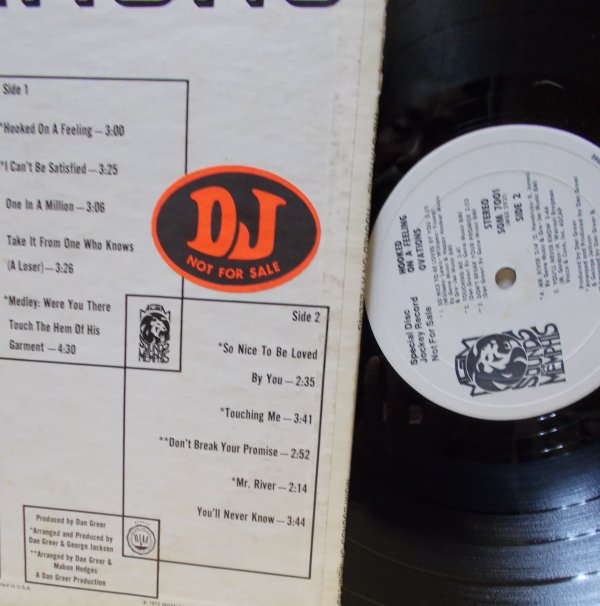 Side 1
*Hooked On A Feeling — 3:00
*I Can't Be Satisfied — 3:25
One In A Million — 3:06
Take It From One Who Knows
(A Loser) — 3:26
*Medley: Were You There
Touch The Hem Of His
Garment — 4:30
DJ
NOT FOR SALE
SOUNDS
MEMPHIS
Side 2
*So Nice To Be Loved
By You — 2:35
*Touching Me — 3:41
**Don't Break Your Promise — 2:52
*Mr. River — 2:14
You'll Never Know — 3:44
Produced by Dan Greer
*Arranged and Produced by
Dan Greer & George Jackson
**Arranged by Dan Greer &
Mabon Hodges
A Dan Greer Production
in U.S.A.
Special Disc
Jockey Record
Not For Sale
HOOKED
ON A FEELING
OVATIONS
STEREO
SOM 7001
SIDE 2
SOUNDS
MEMPHIS